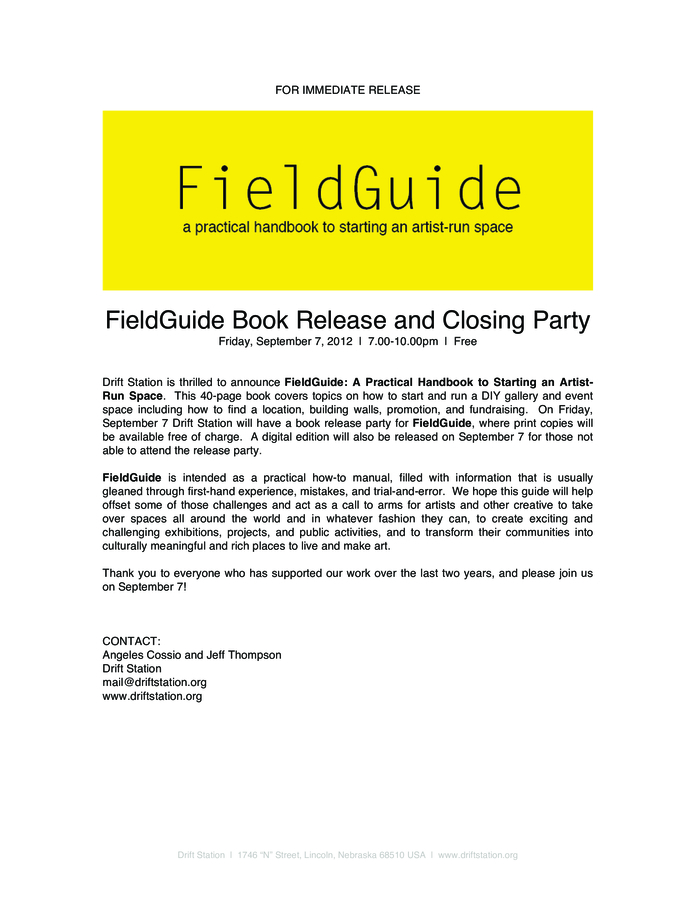 FOR IMMEDIATE RELEASE
FieldGuide
a practical handbook to starting an artist-run space
FieldGuide Book Release and Closing Party
Friday, September 7, 2012 | 7.00-10.00pm | Free
Drift Station is thrilled to announce FieldGuide: A Practical Handbook to Starting an Artist-
Run Space. This 40-page book covers topics on how to start and run a DIY gallery and event
space including how to find a location, building walls, promotion, and fundraising. On Friday,
September 7 Drift Station will have a book release party for FieldGuide, where print copies will
be available free of charge. A digital edition will also be released on September 7 for those not
able to attend the release party.
FieldGuide is intended as a practical how-to manual, filled with information that is usually
gleaned through first-hand experience, mistakes, and trial-and-error. We hope this guide will help
offset some of those challenges and act as a call to arms for artists and other creative to take
over spaces all around the world and in whatever fashion they can, to create exciting and
challenging exhibitions, projects, and public activities, and to transform their communities into
culturally meaningful and rich places to live and make art.
Thank you to everyone who has supported our work over the last two years, and please join us
on September 7!
CONTACT:
Angeles Cossio and Jeff Thompson
Drift Station
mail@driftstation.org
www.driftstation.org
Drift Station | 1746 “N” Street, Lincoln, Nebraska 68510 USA | www.driftstation.org